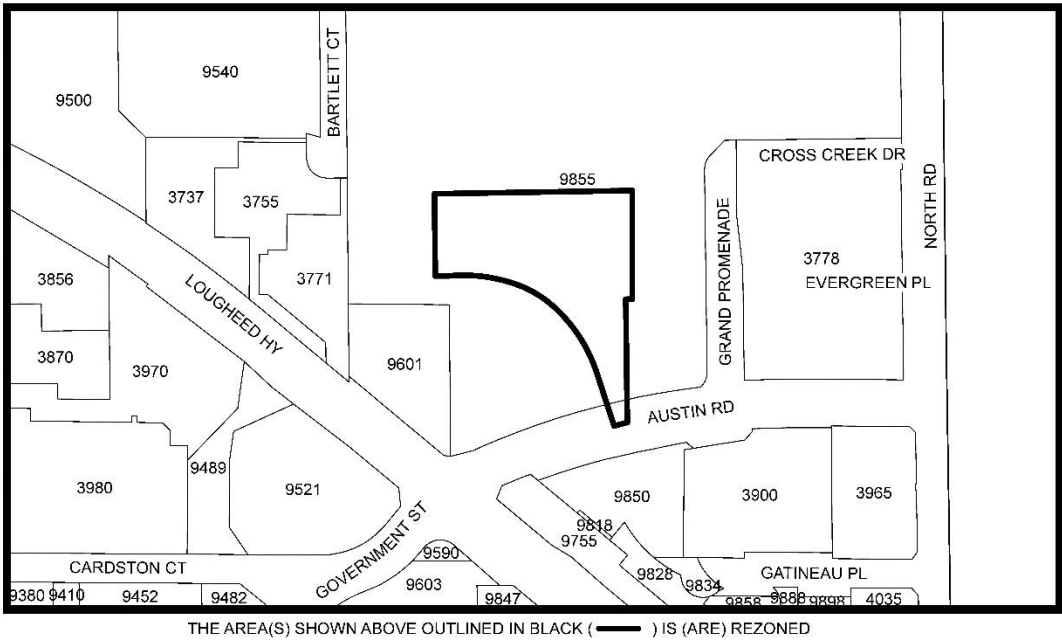 9540
9500
BARTLETT CT
CROSS CREEK DR
9855
3737
3755
NORTH RD
GRAND PROMENADE
3778
3856
3771
EVERGREEN PL
LOUGHEED HY
3870
3970
9601
AUSTIN RD
9489
3980
9521
9850
3900
3965
9818
9755
GOVERNMENT ST
9590
CARDSTON CT
9828
GATINEAU PL
9603
9834
9380
9410
9452
9482
9847
9858
9888
9898
4035
THE AREA(S) SHOWN ABOVE OUTLINED IN BLACK ( ) IS (ARE) REZONED